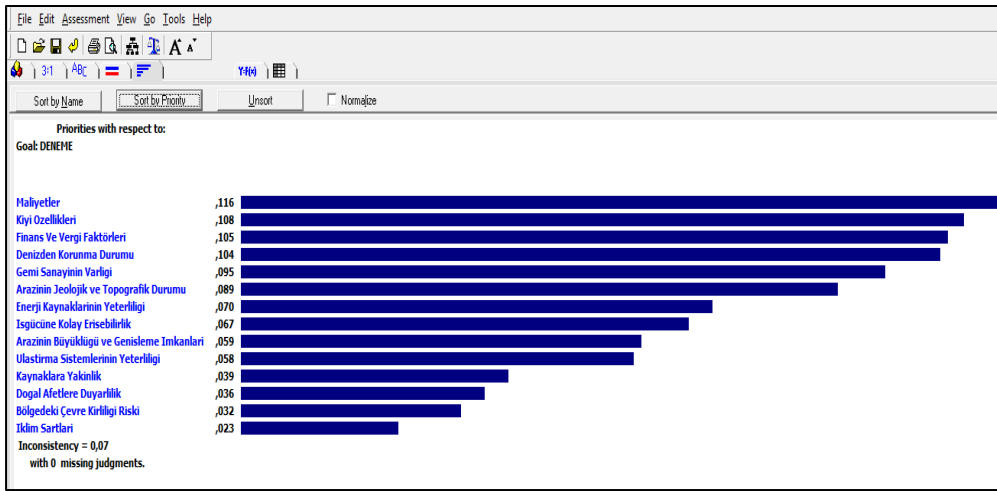 File Edit Assessment View Go Tools Help
A A
3:1 ABC Y=f(x)
Sort by Name Sort by Priority Unsort Normalize
Priorities with respect to:
Goal: DENEME
Maliyetler ,116
Kiyi Ozellikleri ,108
Finans Ve Vergi Faktörleri ,105
Denizden Korunma Durumu ,104
Gemi Sanayinin Varligi ,095
Arazinin Jeolojik ve Topografik Durumu ,089
Enerji Kaynaklarinin Yeterliligi ,070
Isgücüne Kolay Erisebilirlik ,067
Arazinin Büyüklügü ve Genisleme Imkanlari ,059
Ulastirma Sistemlerinin Yeterliligi ,058
Kaynaklara Yakinlik ,039
Dogal Afetlere Duyarlilik ,036
Bölgedeki Çevre Kirliligi Riski ,032
Iklim Sartlari ,023
Inconsistency = 0,07
with 0 missing judgments.